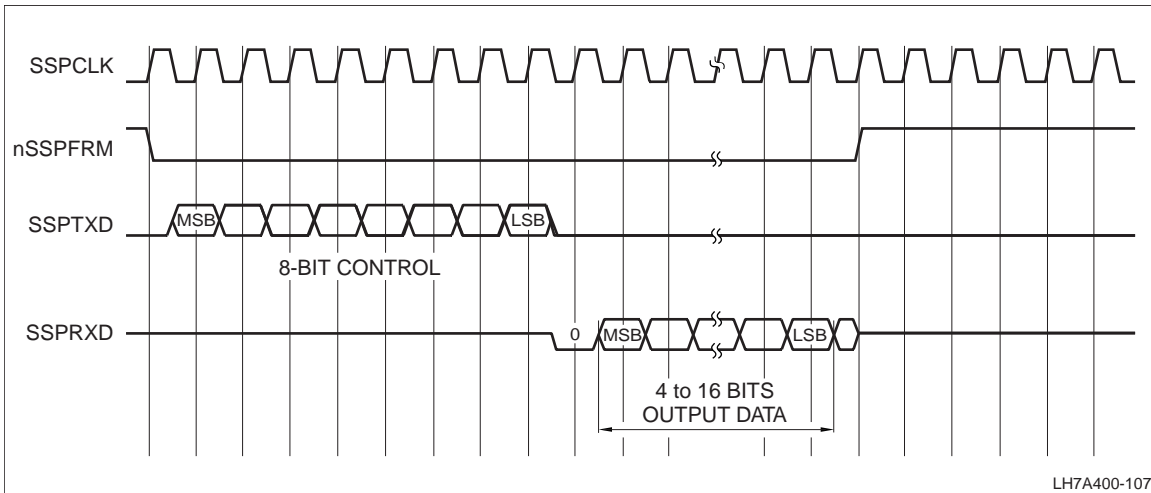 SSPCLK
nSSPFRM
SSPTXD
MSB
LSB
8-BIT CONTROL
SSPRXD
0
MSB
LSB
4 to 16 BITS
OUTPUT DATA
LH7A400-107